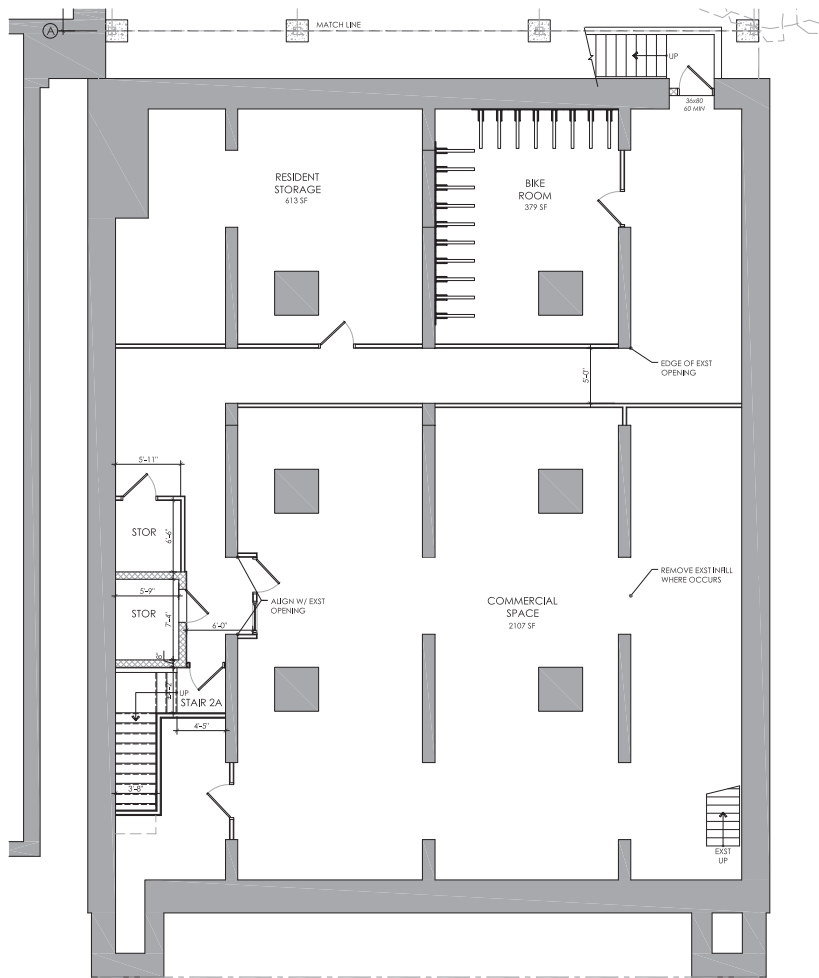 A
MATCH LINE
UP
36x80
60 MIN
RESIDENT
STORAGE
613 SF
BIKE
ROOM
379 SF
EDGE OF EXST
OPENING
5'-0"
5'-11"
STOR
6'-6"
REMOVE EXST INFILL
WHERE OCCURS
5'-9"
STOR
7'-4"
ALIGN W/ EXST
OPENING
COMMERCIAL
SPACE
2107 SF
6'-0"
8"
UP
STAIR 2A
4'-5"
3'-8"
EXST
UP